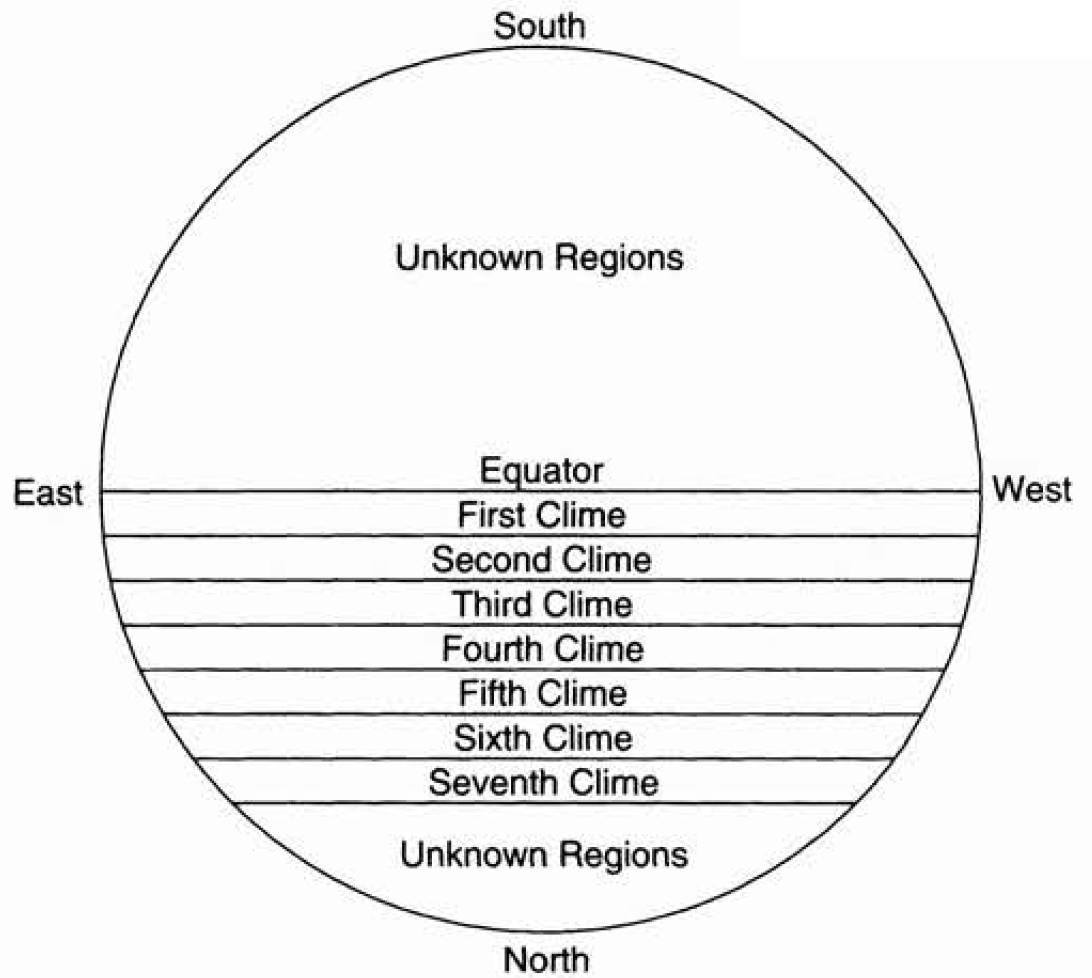 South
Unknown Regions
Equator
East
West
First Clime
Second Clime
Third Clime
Fourth Clime
Fifth Clime
Sixth Clime
Seventh Clime
Unknown Regions
North